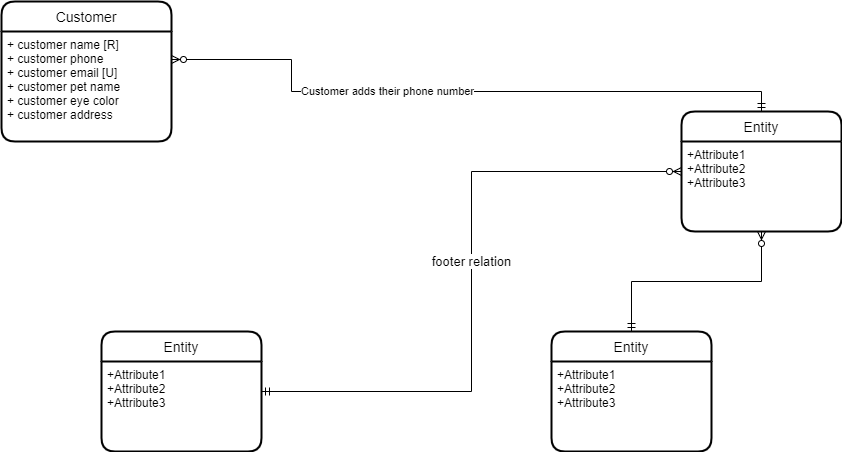 Customer
+ customer name [R]
+ customer phone
+ customer email [U]
+ customer pet name
+ customer eye color
+ customer address
Customer adds their phone number
Entity
+Attribute1
+Attribute2
+Attribute3
footer relation
Entity
+Attribute1
+Attribute2
+Attribute3
Entity
+Attribute1
+Attribute2
+Attribute3